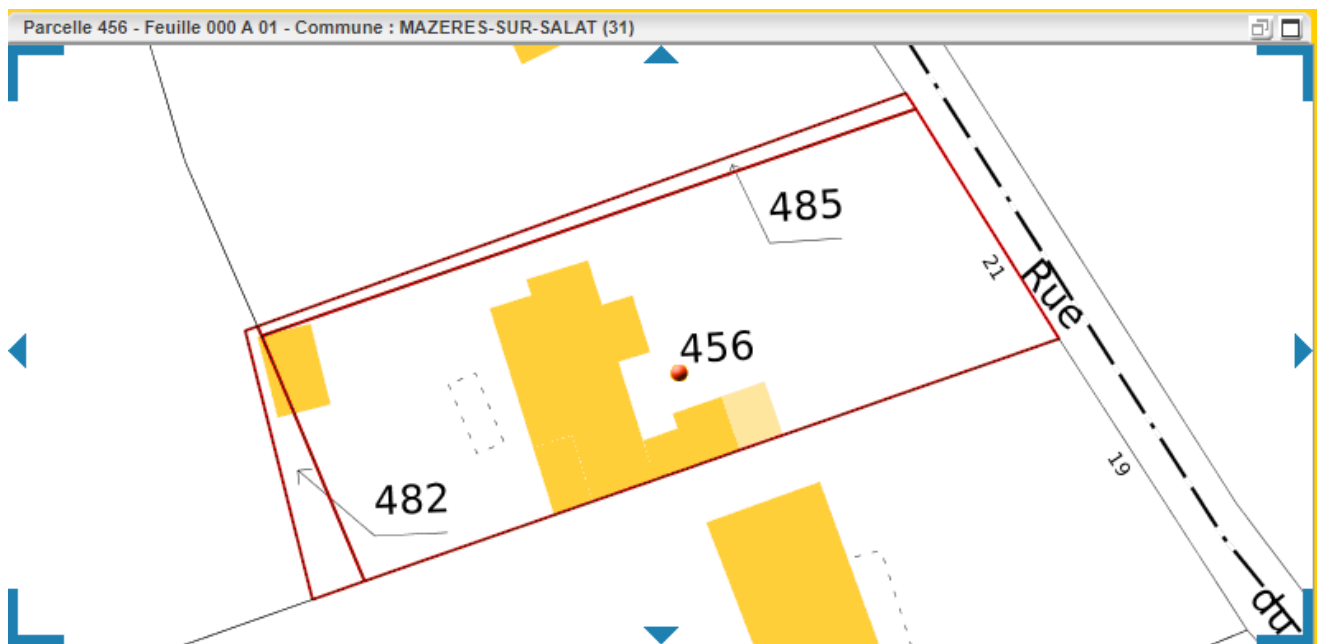 Parcelle 456 - Feuille 000 A 01 - Commune : MAZERES-SUR-SALAT (31)
485
21
Rue
456
19
482
du